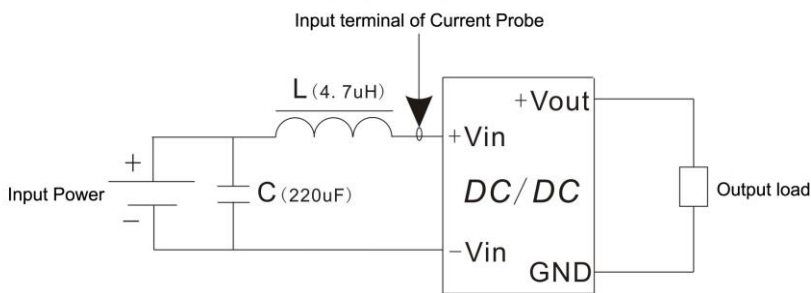 Input terminal of Current Probe
L(4. 7uH)
+Vout
+Vin
+
Input Power
C(220uF)
DC/DC
Output load
−
−Vin
GND